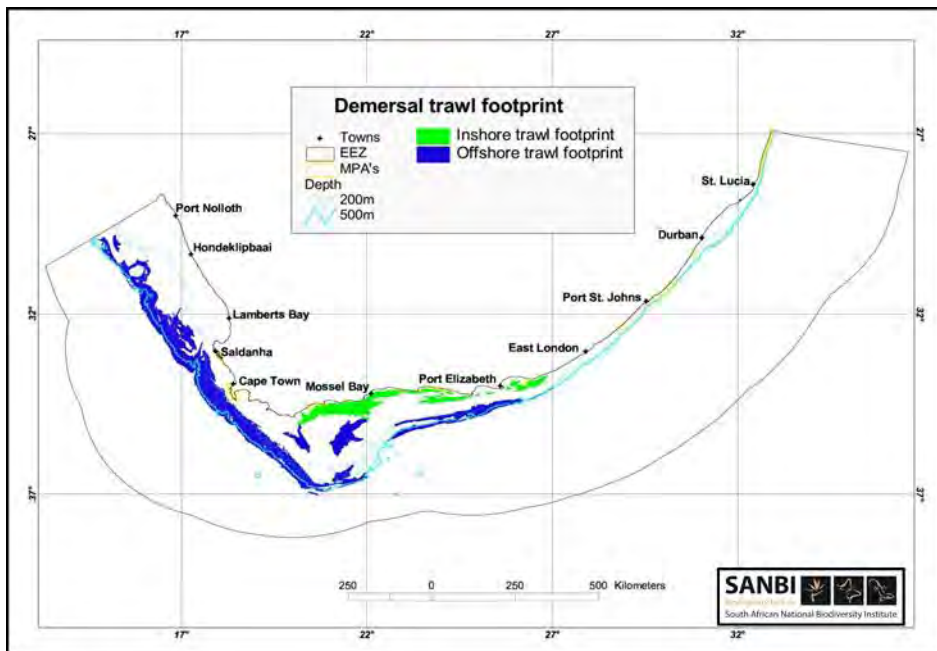 17° 22° 27° 32°
Demersal trawl footprint
Towns
EEZ
MPA's
Depth
200m
500m
Inshore trawl footprint
Offshore trawl footprint
27° 27°
St. Lucia
Port Nolloth
Durban
Hondeklipbaai
Port St. Johns
32° 32°
Lamberts Bay
East London
Saldanha
Port Elizabeth
Cape Town
Mossel Bay
37° 37°
250 0 250 500 Kilometers
SANBI
South African National Biodiversity Institute
17° 22° 27° 32°